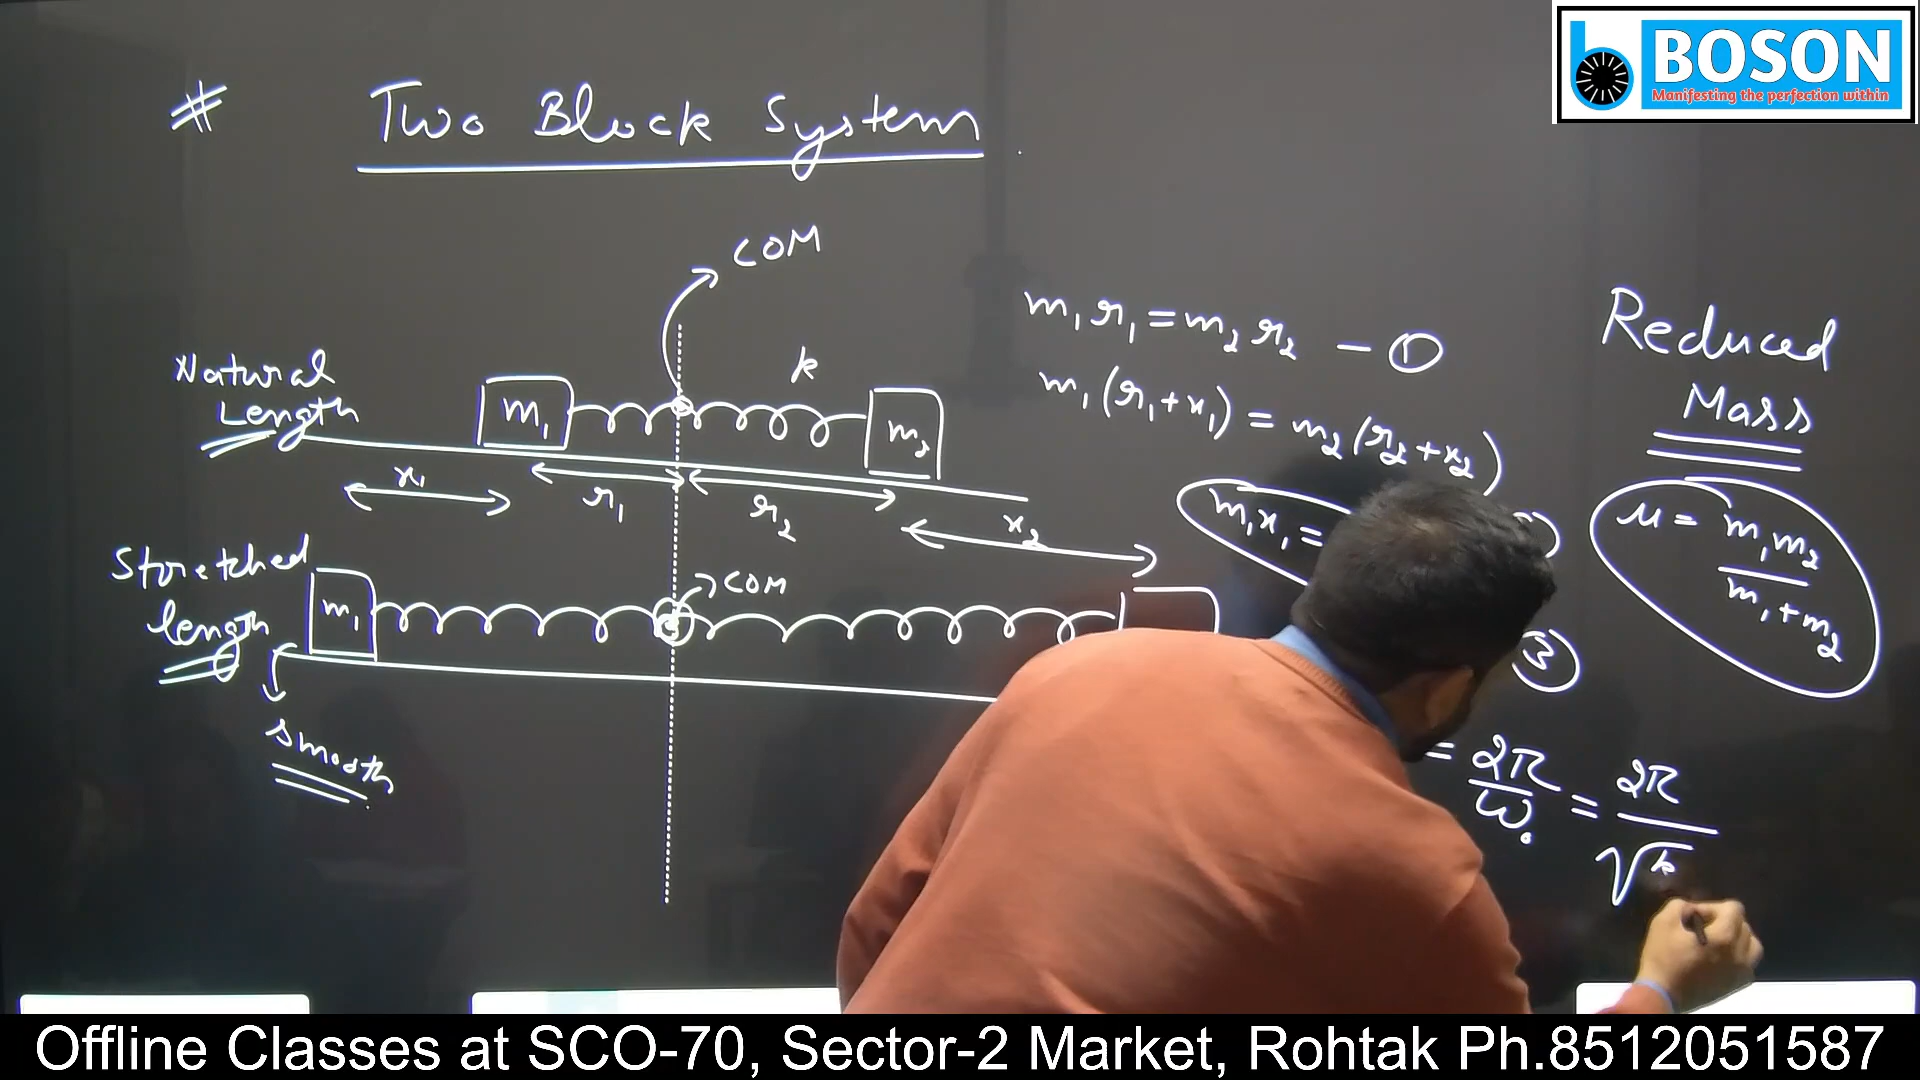 BOSON
Manifesting the perfection within
# Two Block System
COM
Natural
Length
m₁
k
m₂
x₁
r₁
r₂
x₂
Stretched
length
m₁
COM
smooth
m₁r₁ = m₂r₂ – ①
m₁(r₁+x₁) = m₂(r₂+x₂)
m₁x₁ =
③
= 2π/ω₀ = 2π/√k
Reduced
Mass
μ = m₁m₂/m₁+m₂
Offline Classes at SCO-70, Sector-2 Market, Rohtak Ph.8512051587